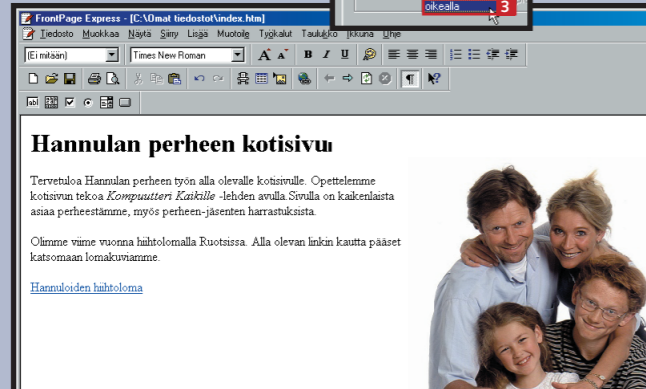 oikealla 3
FrontPage Express - [C:\Omat tiedostot\index.htm]
Tiedosto Muokkaa Näytä Siirry Lisää Muotoile Työkalut Taulukko Ikkuna Ohje
(Ei mitään) Times New Roman A A B I U
Hannulan perheen kotisivu
Tervetuloa Hannulan perheen työn alla olevalle kotisivulle. Opettelemme
kotisivun tekoa Kompuutteri Kaikille -lehden avulla.Sivulla on kaikenlaista
asiaa perheestämme, myös perheen-jäsenten harrastuksista.
Olimme viime vuonna hiihtolomalla Ruotsissa. Alla olevan linkin kautta pääset
katsomaan lomakuviamme.
Hannuloiden hiihtoloma